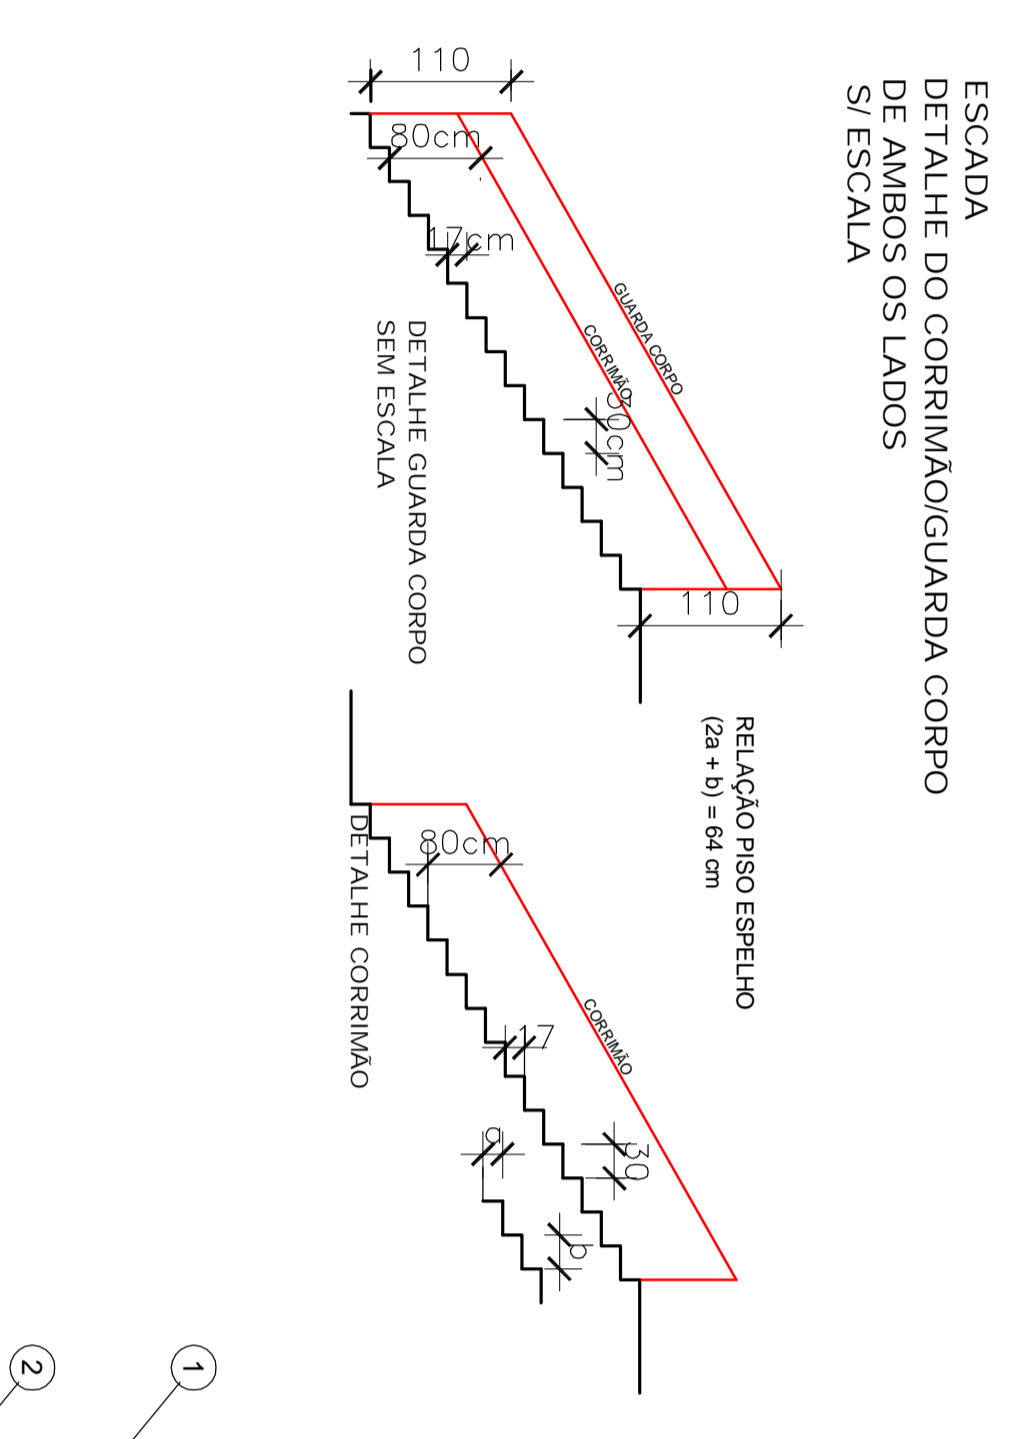 ESCADA
DETALHE DO CORRIMÃO/GUARDA CORPO
DE AMBOS OS LADOS
S/ ESCALA
110
80cm
17cm
30cm
GUARDA CORPO
CORRIMÃO
110
DETALHE GUARDA CORPO
SEM ESCALA
RELAÇÃO PISO ESPELHO
(2a + b) = 64 cm
80cm
17
30
CORRIMÃO
a
b
DETALHE CORRIMÃO
1
2